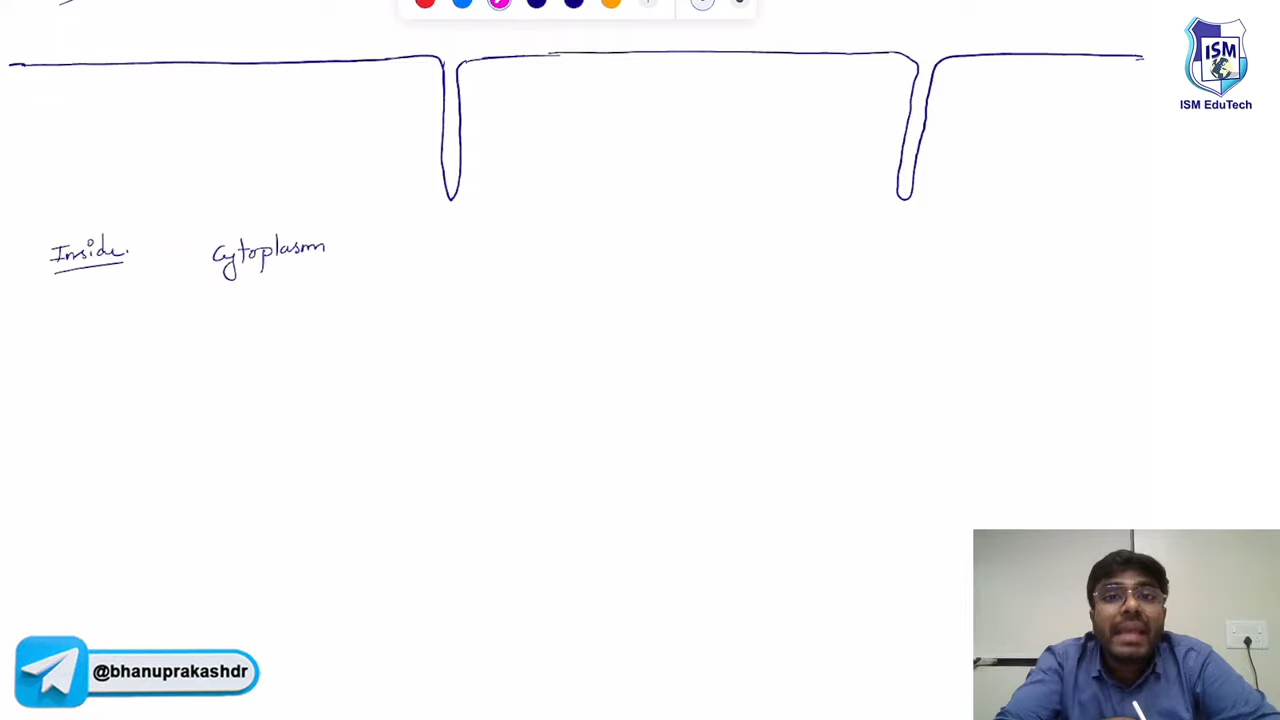 ISM
ISM EduTech
Inside.
Cytoplasm
@bhanuprakashdr